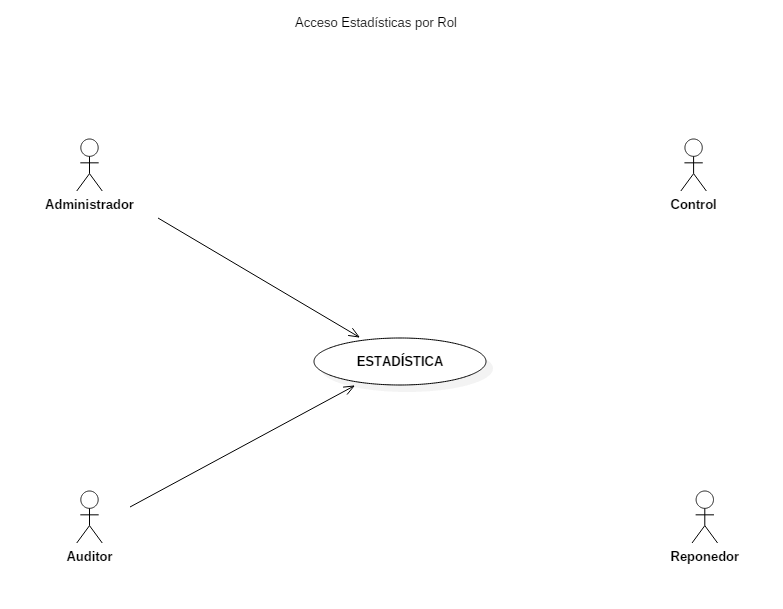 Acceso Estadísticas por Rol
Administrador
Control
ESTADÍSTICA
Auditor
Reponedor